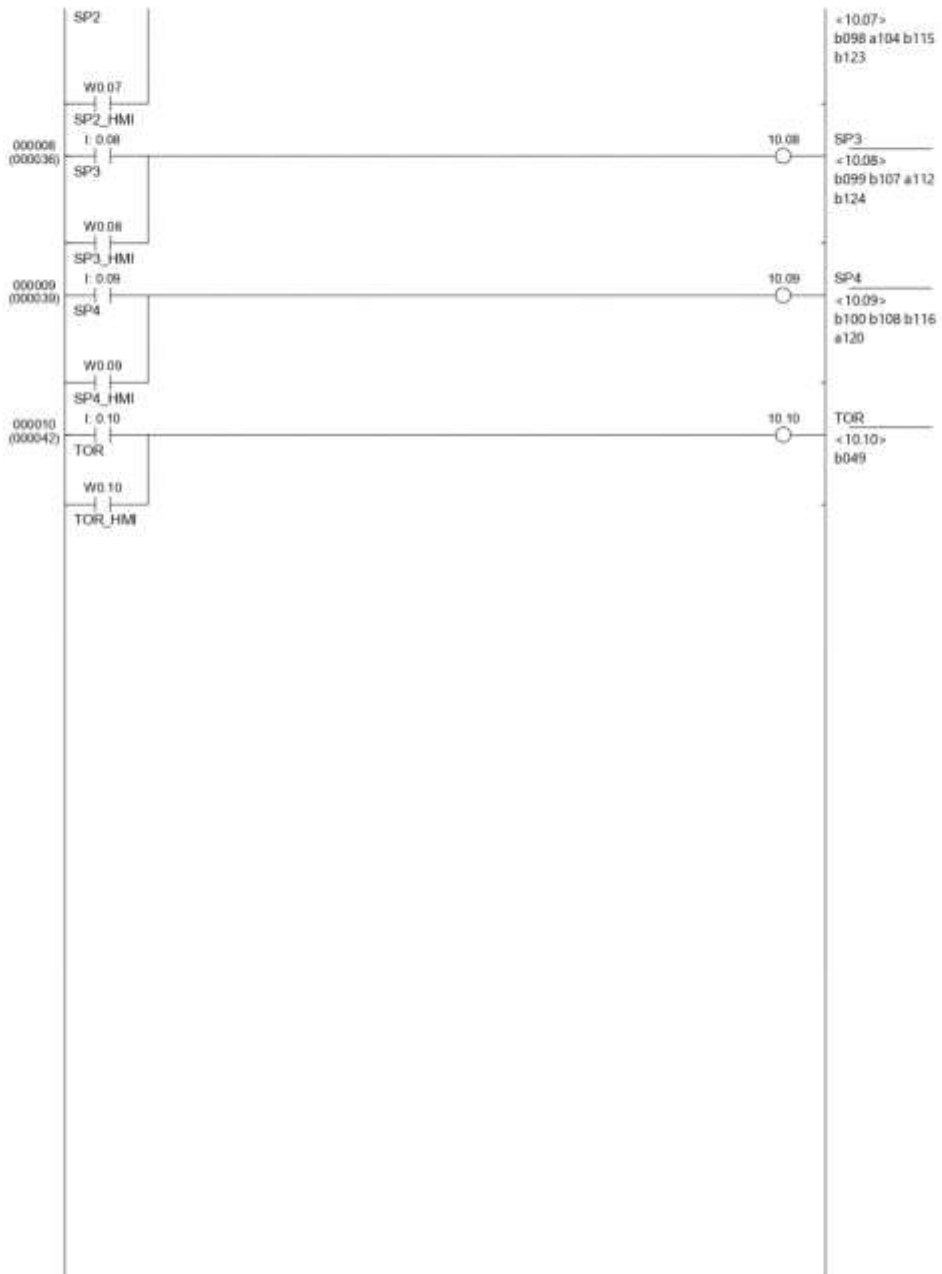 SP2
<10.07>
b098 a104 b115
b123
W0.07
SP2_HMI
000008
(000036)
I: 0.08
SP3
10.08
SP3
<10.08>
b099 b107 a112
b124
W0.08
SP3_HMI
000009
(000039)
I: 0.09
SP4
10.09
SP4
<10.09>
b100 b108 b116
a120
W0.09
SP4_HMI
000010
(000042)
I: 0.10
TOR
10.10
TOR
<10.10>
b049
W0.10
TOR_HMI